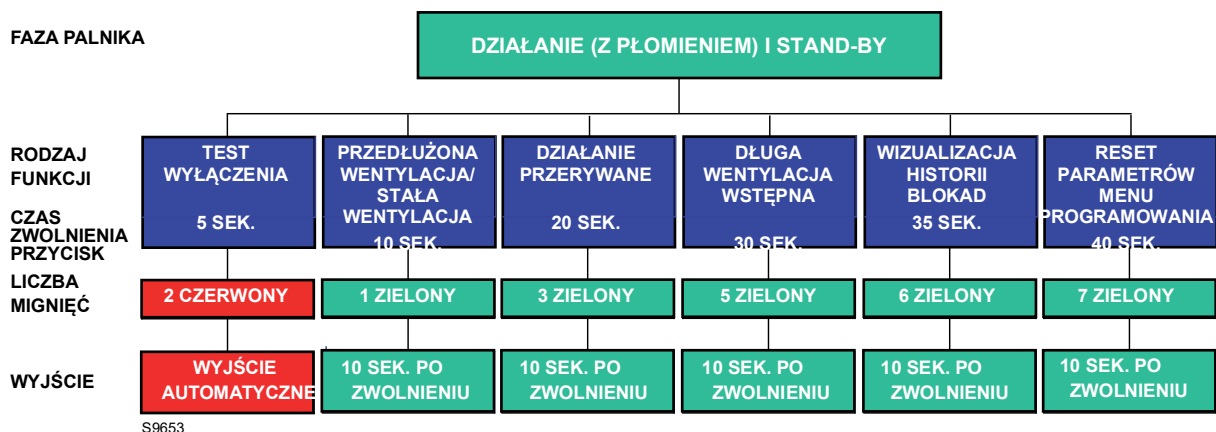 FAZA PALNIKA
DZIAŁANIE (Z PŁOMIENIEM) I STAND-BY
RODZAJ
FUNKCJI
TEST
WYŁĄCZENIA
PRZEDŁUŻONA
WENTYLACJA/
STAŁA
WENTYLACJA
DZIAŁANIE
PRZERYWANE
DŁUGA
WENTYLACJA
WSTĘPNA
WIZUALIZACJA
HISTORII
BLOKAD
RESET
PARAMETRÓW
MENU
PROGRAMOWANIA
CZAS
ZWOLNIENIA
PRZYCISK
5 SEK.
10 SEK.
20 SEK.
30 SEK.
35 SEK.
40 SEK.
LICZBA
MIGNIĘĆ
2 CZERWONY
1 ZIELONY
3 ZIELONY
5 ZIELONY
6 ZIELONY
7 ZIELONY
WYJŚCIE
WYJŚCIE
AUTOMATYCZNE
10 SEK. PO
ZWOLNIENIU
10 SEK. PO
ZWOLNIENIU
10 SEK. PO
ZWOLNIENIU
10 SEK. PO
ZWOLNIENIU
10 SEK. PO
ZWOLNIENIU
S9653